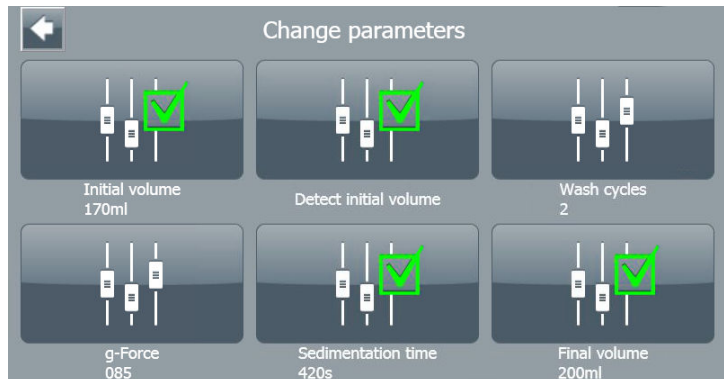 Change parameters
Initial volume
170ml
Detect initial volume
Wash cycles
2
g-Force
085
Sedimentation time
420s
Final volume
200ml